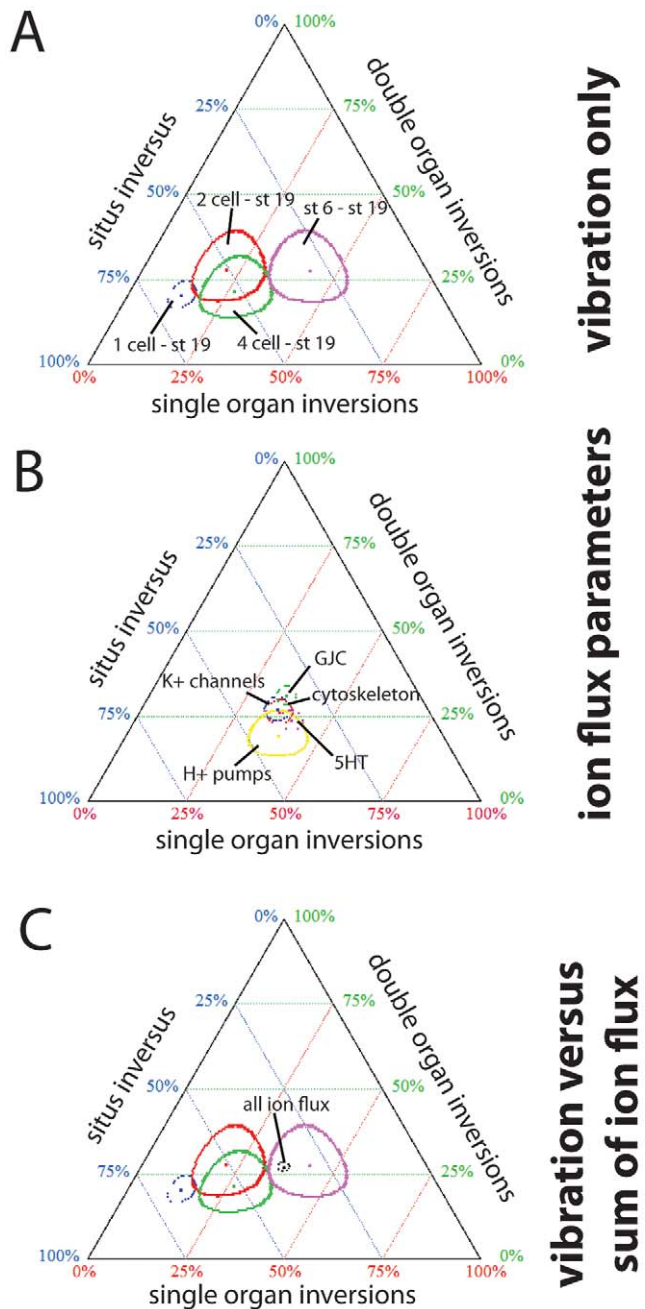 A
0% 100%
25% 75%
situs inversus
double organ inversions
50% 50%
2 cell - st 19
st 6 - st 19
75% 25%
1 cell - st 19
4 cell - st 19
100% 0%
0% 25% 50% 75% 100%
single organ inversions
vibration only
B
0% 100%
25% 75%
situs inversus
double organ inversions
50% 50%
GJC
K+ channels
cytoskeleton
75% 25%
H+ pumps
5HT
100% 0%
0% 25% 50% 75% 100%
single organ inversions
ion flux parameters
C
0% 100%
25% 75%
situs inversus
double organ inversions
50% 50%
all ion flux
75% 25%
100% 0%
0% 25% 50% 75% 100%
single organ inversions
vibration versus
sum of ion flux